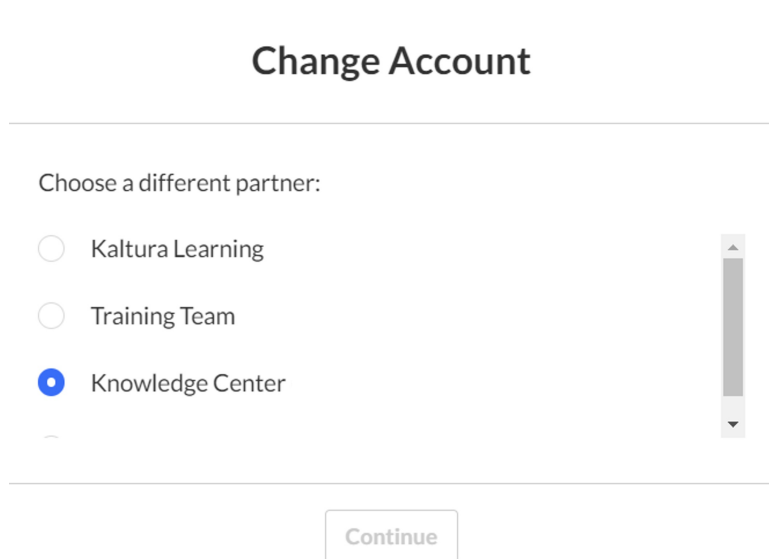 Change Account
Choose a different partner:
Kaltura Learning
Training Team
Knowledge Center
Continue